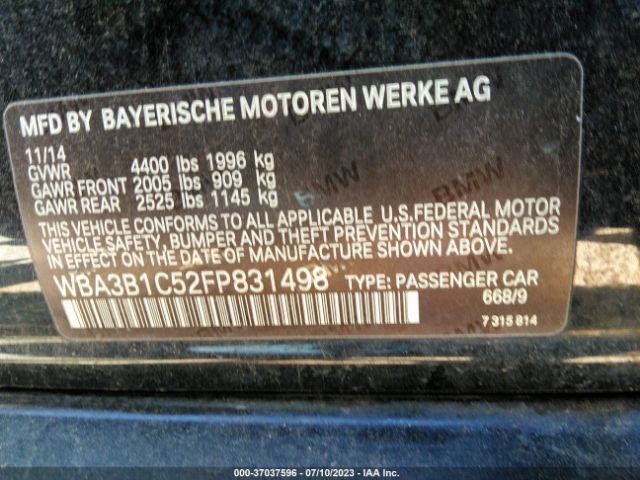 MFD BY BAYERISCHE MOTOREN WERKE AG
11/14
GVWR 4400 lbs 1996 kg
GAWR FRONT 2005 lbs 909 kg
GAWR REAR 2525 lbs 1145 kg
THIS VEHICLE CONFORMS TO ALL APPLICABLE U.S.FEDERAL MOTOR
VEHICLE SAFETY, BUMPER, AND THEFT PREVENTION STANDARDS
IN EFFECT ON THE DATE OF MANUFACTURE SHOWN ABOVE.
WBA3B1C52FP831498 TYPE: PASSENGER CAR
668/9
7 315 814
BMW
BMW
000-37037596 - 07/10/2023 - IAA Inc.